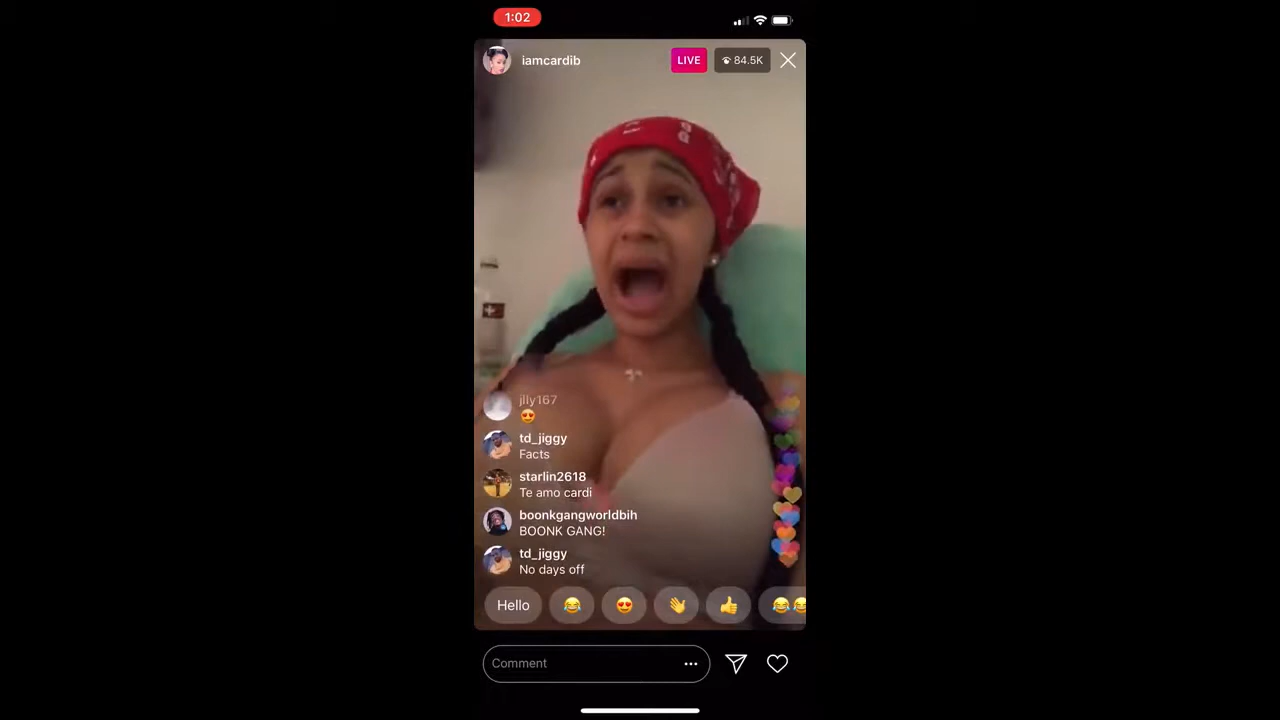 1:02
iamcardib
LIVE
84.5K
jlly167
😍
td_jiggy
Facts
starlin2618
Te amo cardi
boonkgangworldbih
BOONK GANG!
td_jiggy
No days off
Hello 😂 😍 👋 👍 😂😂
Comment